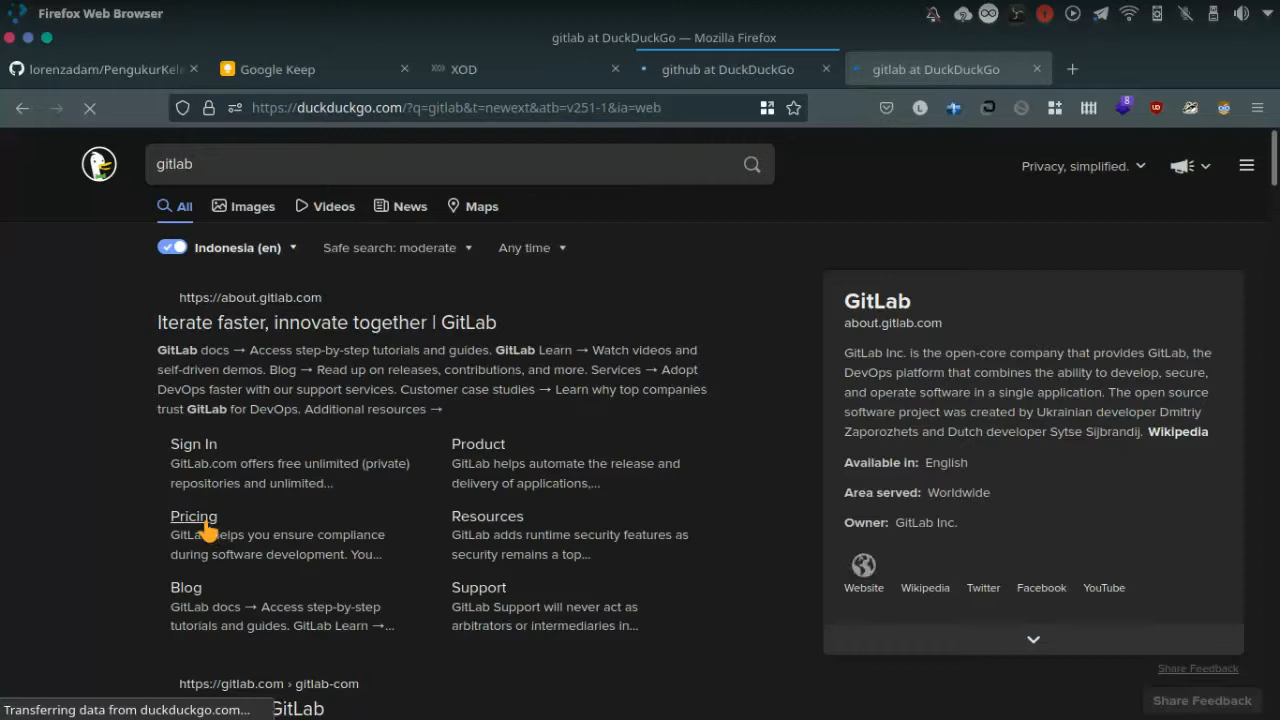 Firefox Web Browser
gitlab at DuckDuckGo — Mozilla Firefox
lorenzadam/PengukurKel
Google Keep
XOD
github at DuckDuckGo
gitlab at DuckDuckGo
https://duckduckgo.com/?q=gitlab&t=newext&atb=v251-1&ia=web
8
gitlab
Privacy, simplified.
All
Images
Videos
News
Maps
Indonesia (en)
Safe search: moderate
Any time
https://about.gitlab.com
Iterate faster, innovate together | GitLab
GitLab docs → Access step-by-step tutorials and guides. GitLab Learn → Watch videos and
self-driven demos. Blog → Read up on releases, contributions, and more. Services → Adopt
DevOps faster with our support services. Customer case studies → Learn why top companies
trust GitLab for DevOps. Additional resources →
Sign In
GitLab.com offers free unlimited (private)
repositories and unlimited...
Product
GitLab helps automate the release and
delivery of applications,...
Pricing
GitLab helps you ensure compliance
during software development. You...
Resources
GitLab adds runtime security features as
security remains a top...
Blog
GitLab docs → Access step-by-step
tutorials and guides. GitLab Learn →...
Support
GitLab Support will never act as
arbitrators or intermediaries in...
https://gitlab.com › gitlab-com
GitLab
GitLab
about.gitlab.com
GitLab Inc. is the open-core company that provides GitLab, the
DevOps platform that combines the ability to develop, secure,
and operate software in a single application. The open source
software project was created by Ukrainian developer Dmitriy
Zaporozhets and Dutch developer Sytse Sijbrandij. Wikipedia
Available in: English
Area served: Worldwide
Owner: GitLab Inc.
Website
Wikipedia
Twitter
Facebook
YouTube
Share Feedback
Share Feedback
Transferring data from duckduckgo.com...